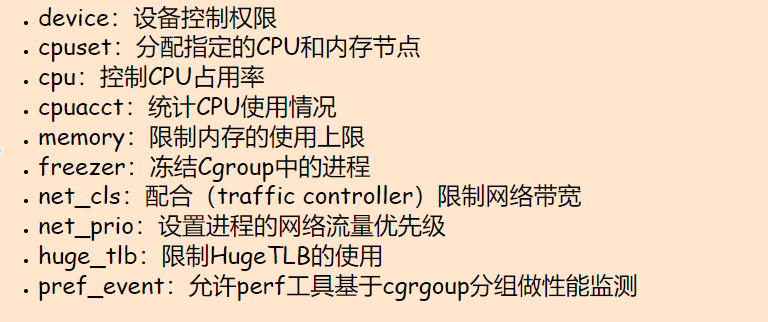 • device：设备控制权限
• cpuset：分配指定的CPU和内存节点
• cpu：控制CPU占用率
• cpuacct：统计CPU使用情况
• memory：限制内存的使用上限
• freezer：冻结Cgroup中的进程
• net_cls：配合（traffic controller）限制网络带宽
• net_prio：设置进程的网络流量优先级
• huge_tlb：限制HugeTLB的使用
• pref_event：允许perf工具基于cgrgoup分组做性能监测